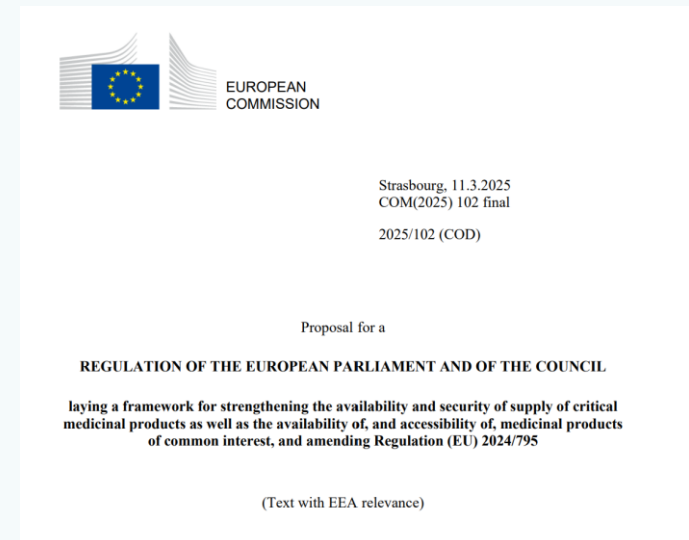 EUROPEAN
COMMISSION
Strasbourg, 11.3.2025
COM(2025) 102 final
2025/102 (COD)
Proposal for a
REGULATION OF THE EUROPEAN PARLIAMENT AND OF THE COUNCIL
laying a framework for strengthening the availability and security of supply of critical
medicinal products as well as the availability of, and accessibility of, medicinal products
of common interest, and amending Regulation (EU) 2024/795
(Text with EEA relevance)